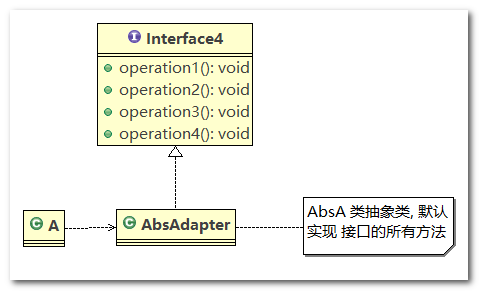 I Interface4
operation1(): void
operation2(): void
operation3(): void
operation4(): void
C A
C AbsAdapter
AbsA 类抽象类, 默认
实现 接口的所有方法